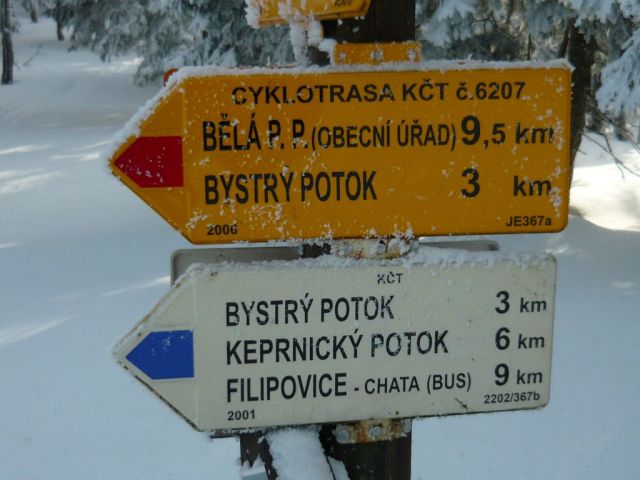 CYKLOTRASA KČT č.6207
BĚLÁ P. P. (OBECNÍ ÚŘAD) 9,5 km
BYSTRÝ POTOK 3 km
2006 JE367a
KČT
BYSTRÝ POTOK 3 km
KEPRNICKÝ POTOK 6 km
FILIPOVICE - CHATA (BUS) 9 km
2001 2202/367b